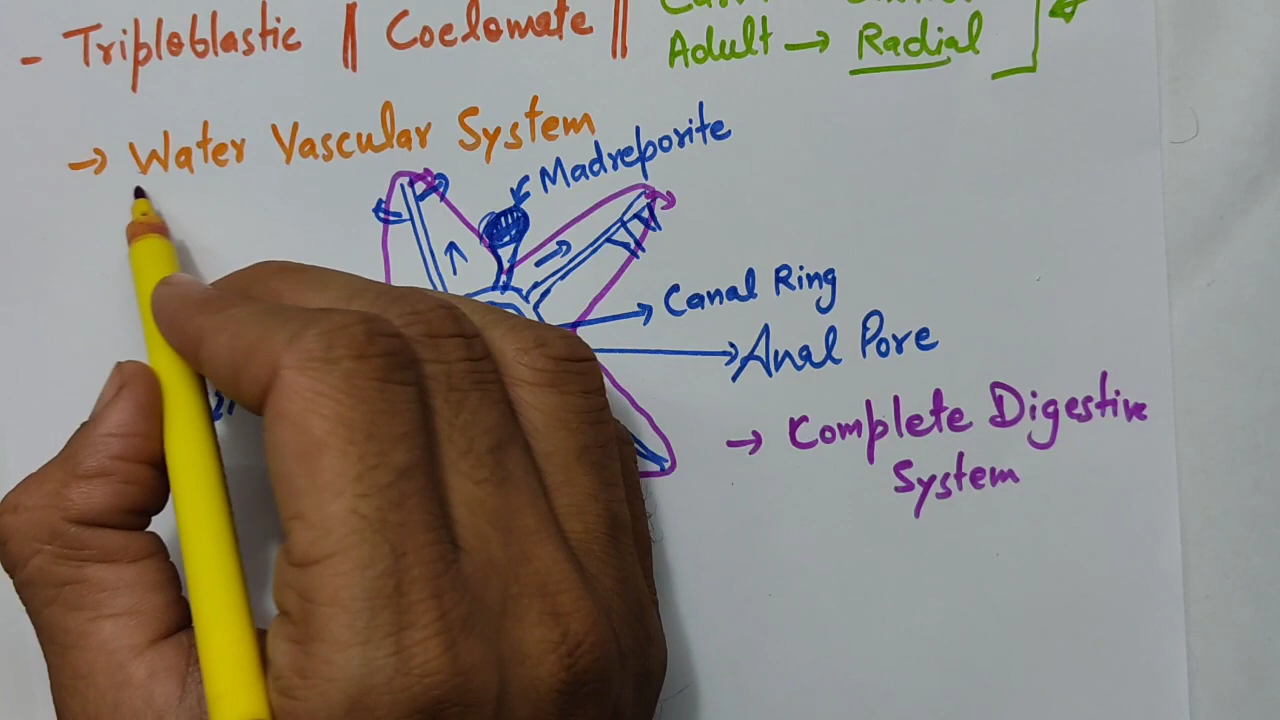 - Triploblastic || Coelomate ||
Adult → Radial
→ Water Vascular System
Madreporite
Canal Ring
Anal Pore
→ Complete Digestive
System